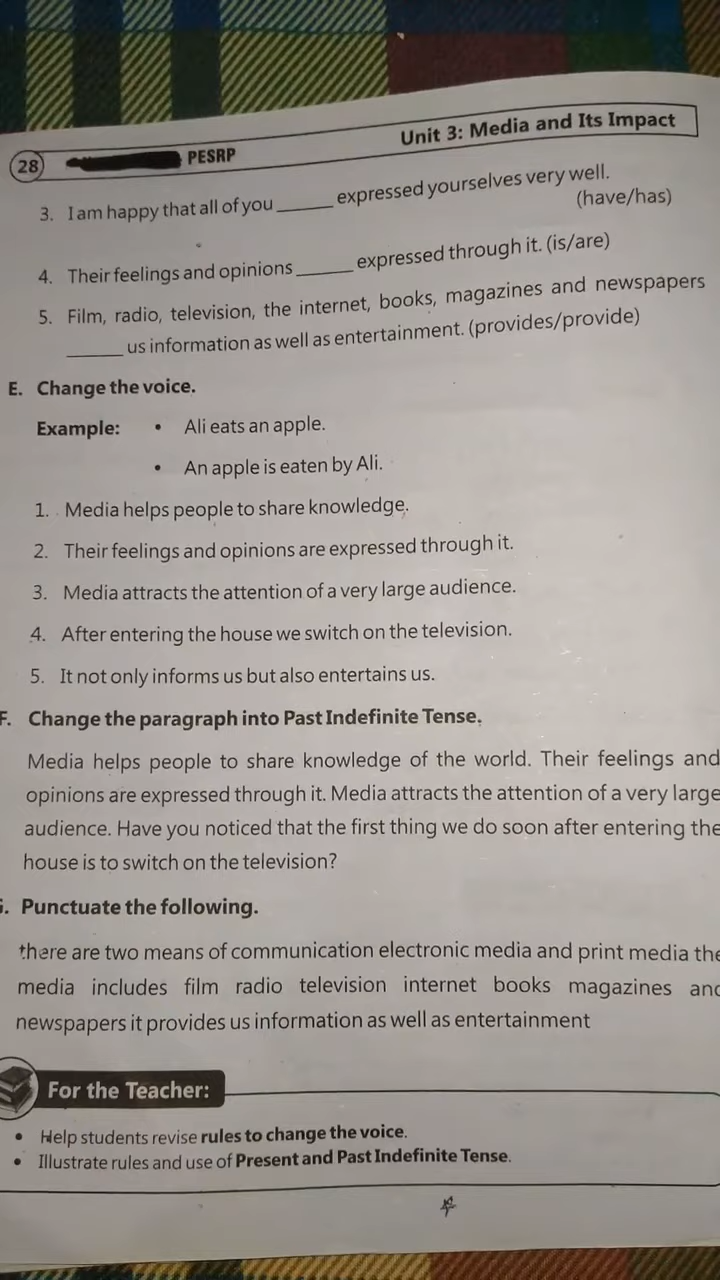 28 PESRP Unit 3: Media and Its Impact
3. I am happy that all of you ______ expressed yourselves very well.
(have/has)
4. Their feelings and opinions ______ expressed through it. (is/are)
5. Film, radio, television, the internet, books, magazines and newspapers
______ us information as well as entertainment. (provides/provide)
E. Change the voice.
Example: • Ali eats an apple.
• An apple is eaten by Ali.
1. Media helps people to share knowledge.
2. Their feelings and opinions are expressed through it.
3. Media attracts the attention of a very large audience.
4. After entering the house we switch on the television.
5. It not only informs us but also entertains us.
F. Change the paragraph into Past Indefinite Tense.
Media helps people to share knowledge of the world. Their feelings and
opinions are expressed through it. Media attracts the attention of a very large
audience. Have you noticed that the first thing we do soon after entering the
house is to switch on the television?
G. Punctuate the following.
there are two means of communication electronic media and print media the
media includes film radio television internet books magazines and
newspapers it provides us information as well as entertainment
For the Teacher:
• Help students revise rules to change the voice.
• Illustrate rules and use of Present and Past Indefinite Tense.